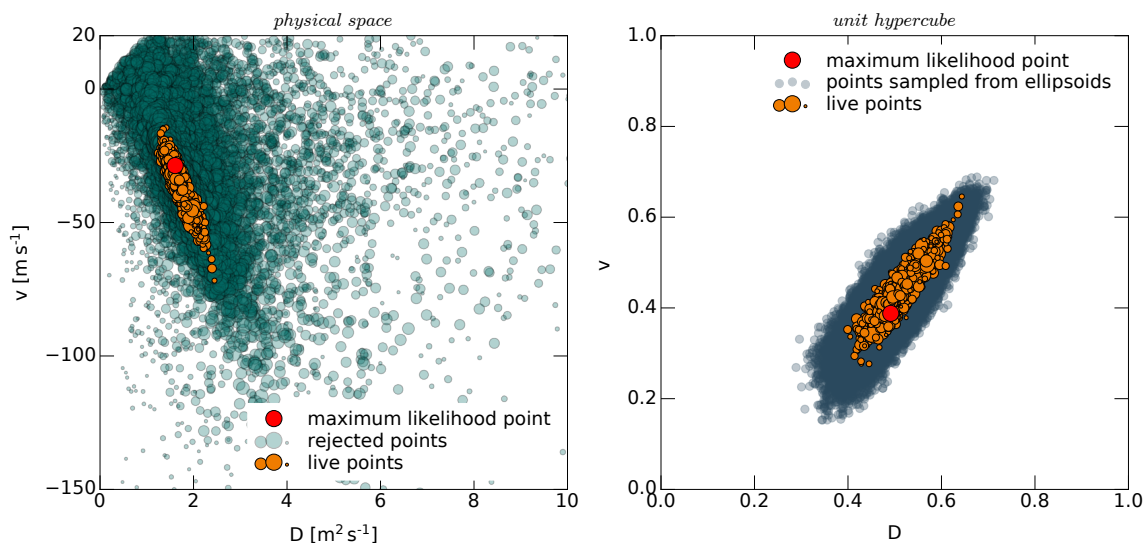 physical space
20
0
−50
−100
−150
v [m s⁻¹]
0
2
4
6
8
10
D [m² s⁻¹]
maximum likelihood point
rejected points
live points
unit hypercube
1.0
0.8
0.6
0.4
0.2
0.0
v
0.0
0.2
0.4
0.6
0.8
1.0
D
maximum likelihood point
points sampled from ellipsoids
live points